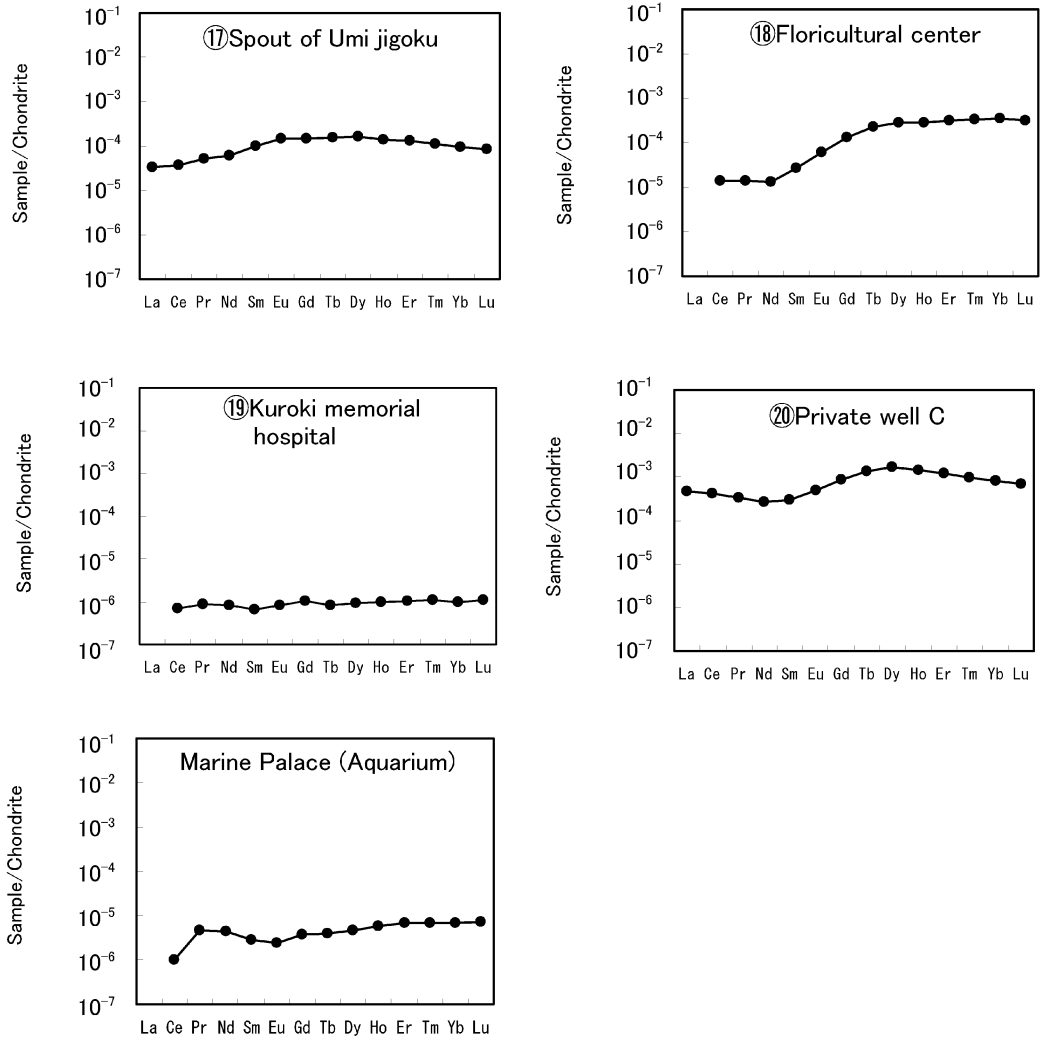 ⑰Spout of Umi jigoku
Sample/Chondrite
10⁻¹
10⁻²
10⁻³
10⁻⁴
10⁻⁵
10⁻⁶
10⁻⁷
La Ce Pr Nd Sm Eu Gd Tb Dy Ho Er Tm Yb Lu
⑱Floricultural center
Sample/Chondrite
10⁻¹
10⁻²
10⁻³
10⁻⁴
10⁻⁵
10⁻⁶
10⁻⁷
La Ce Pr Nd Sm Eu Gd Tb Dy Ho Er Tm Yb Lu
⑲Kuroki memorial
hospital
Sample/Chondrite
10⁻¹
10⁻²
10⁻³
10⁻⁴
10⁻⁵
10⁻⁶
10⁻⁷
La Ce Pr Nd Sm Eu Gd Tb Dy Ho Er Tm Yb Lu
⑳Private well C
Sample/Chondrite
10⁻¹
10⁻²
10⁻³
10⁻⁴
10⁻⁵
10⁻⁶
10⁻⁷
La Ce Pr Nd Sm Eu Gd Tb Dy Ho Er Tm Yb Lu
Marine Palace (Aquarium)
Sample/Chondrite
10⁻¹
10⁻²
10⁻³
10⁻⁴
10⁻⁵
10⁻⁶
10⁻⁷
La Ce Pr Nd Sm Eu Gd Tb Dy Ho Er Tm Yb Lu